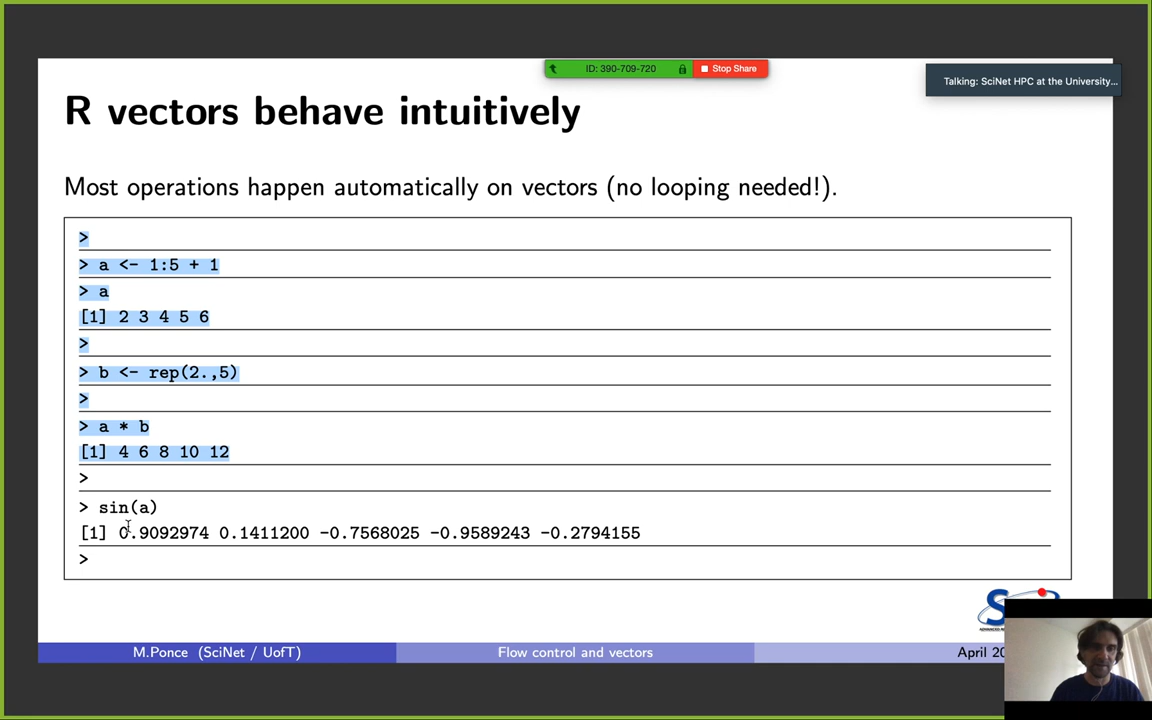 ID: 390-709-720
Stop Share
Talking: SciNet HPC at the University...
R vectors behave intuitively
Most operations happen automatically on vectors (no looping needed!).
>
> a <- 1:5 + 1
> a
[1] 2 3 4 5 6
>
> b <- rep(2.,5)
>
> a * b
[1] 4 6 8 10 12
>
> sin(a)
[1] 0.9092974 0.1411200 -0.7568025 -0.9589243 -0.2794155
>
M.Ponce (SciNet / UofT)
Flow control and vectors
April 20